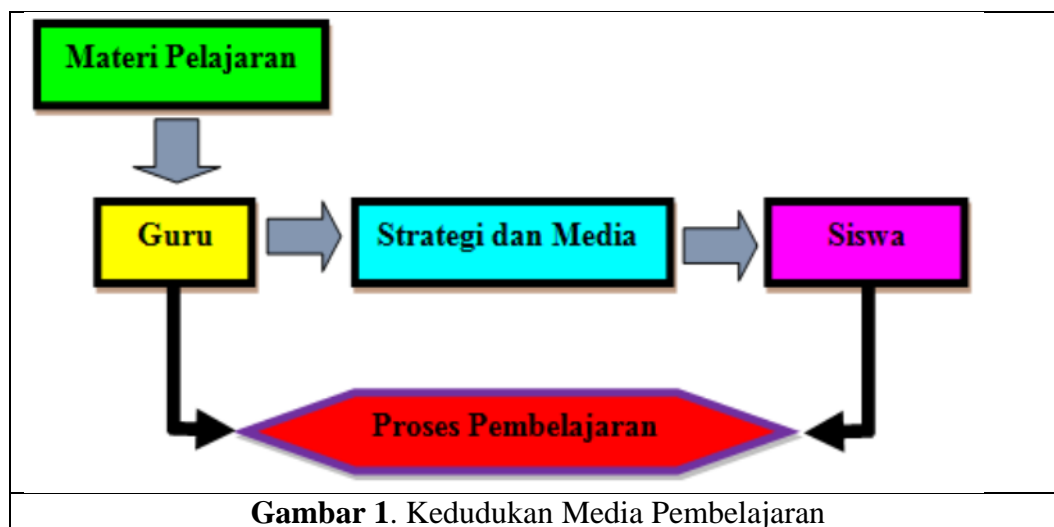 Materi Pelajaran
Guru
Strategi dan Media
Siswa
Proses Pembelajaran
Gambar 1. Kedudukan Media Pembelajaran